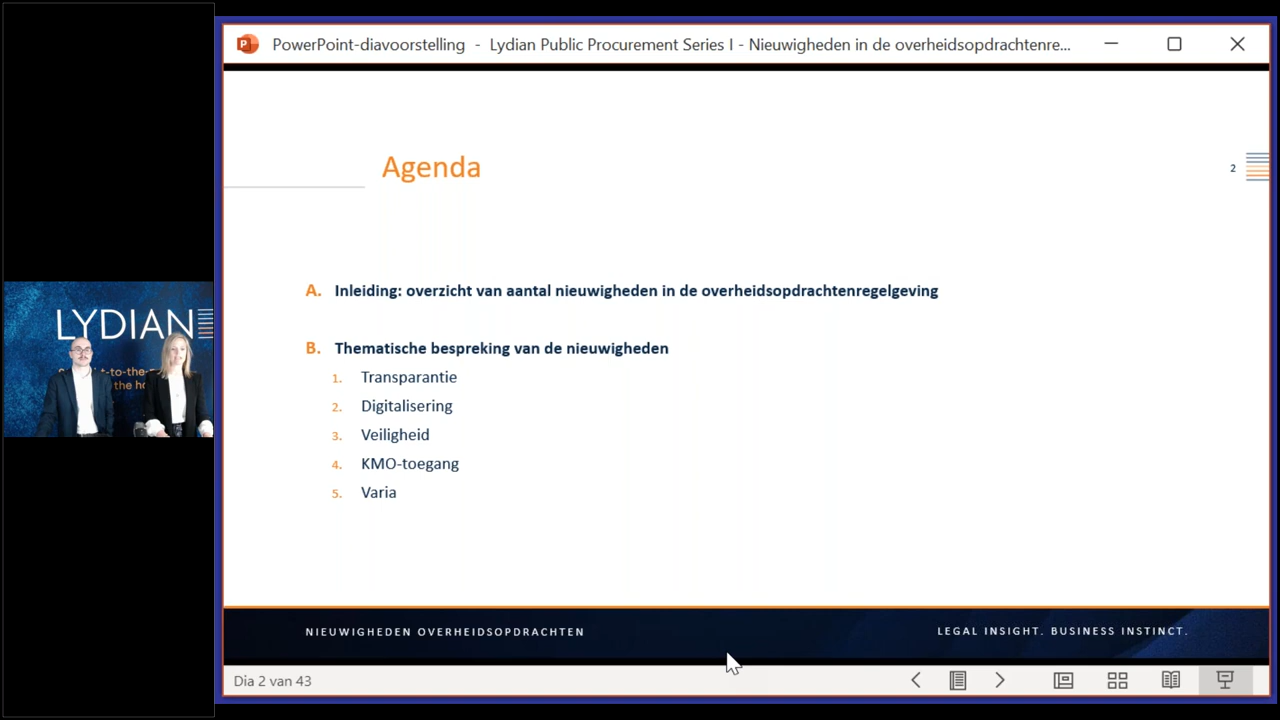 PowerPoint-diavoorstelling - Lydian Public Procurement Series I - Nieuwigheden in de overheidsopdrachtenre...
Agenda
2
A. Inleiding: overzicht van aantal nieuwigheden in de overheidsopdrachtenregelgeving
B. Thematische bespreking van de nieuwigheden
1. Transparantie
2. Digitalisering
3. Veiligheid
4. KMO-toegang
5. Varia
LYDIAN
NIEUWIGHEDEN OVERHEIDSOPDRACHTEN
LEGAL INSIGHT. BUSINESS INSTINCT.
Dia 2 van 43